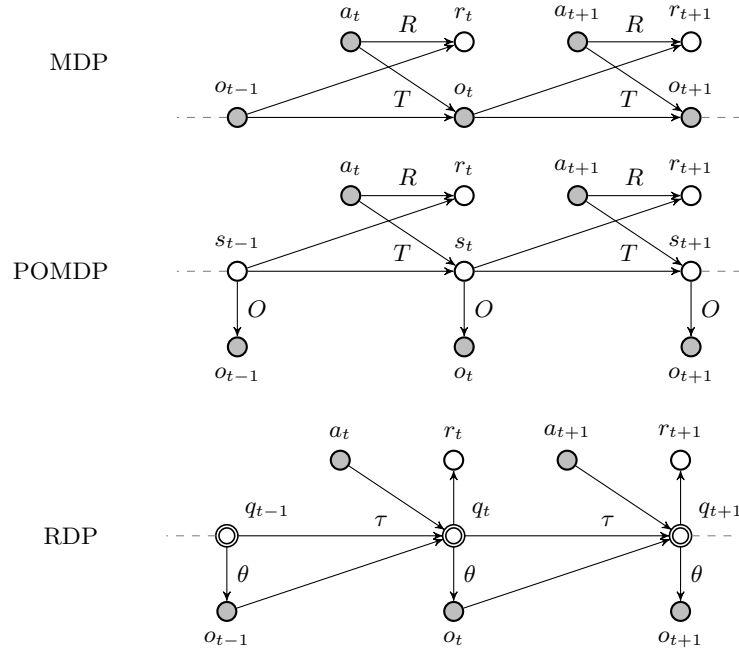 a_t r_t a_{t+1} r_{t+1}
R R
MDP
o_{t-1} o_t o_{t+1}
T T
a_t r_t a_{t+1} r_{t+1}
R R
s_{t-1} s_t s_{t+1}
POMDP T T
O O O
o_{t-1} o_t o_{t+1}
a_t r_t a_{t+1} r_{t+1}
q_{t-1} q_t q_{t+1}
RDP τ τ
θ θ θ
o_{t-1} o_t o_{t+1}